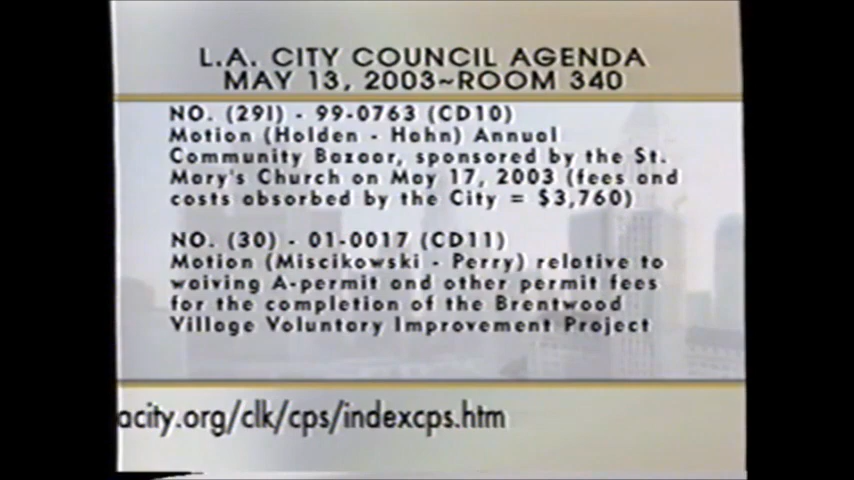 L.A. CITY COUNCIL AGENDA
MAY 13, 2003~ROOM 340
NO. (29I) - 99-0763 (CD10)
Motion (Holden - Hahn) Annual
Community Bazaar, sponsored by the St.
Mary's Church on May 17, 2003 (fees and
costs absorbed by the City = $3,760)
NO. (30) - 01-0017 (CD11)
Motion (Miscikowski - Perry) relative to
waiving A-permit and other permit fees
for the completion of the Brentwood
Village Voluntary Improvement Project
acity.org/clk/cps/indexcps.htm